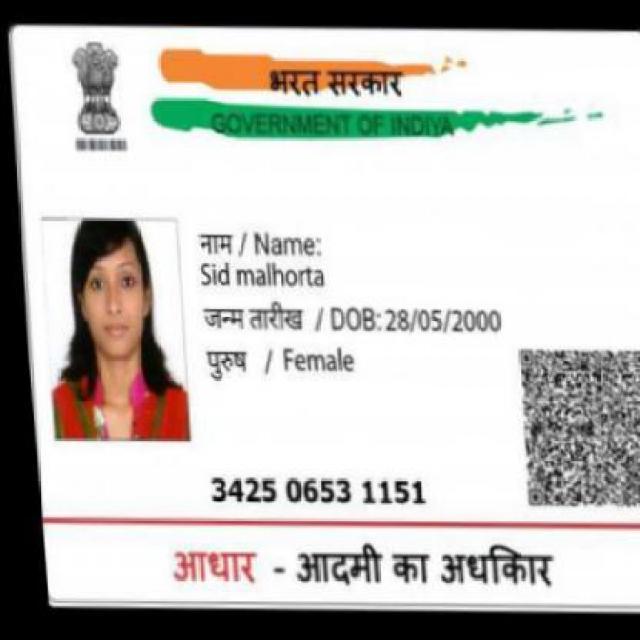 भरत सरकार
GOVERNMENT OF INDIYA
नाम / Name:
Sid malhorta
जन्म तारीख / DOB: 28/05/2000
पुरुष / Female
3425 0653 1151
आधार - आदमी का अधकिार